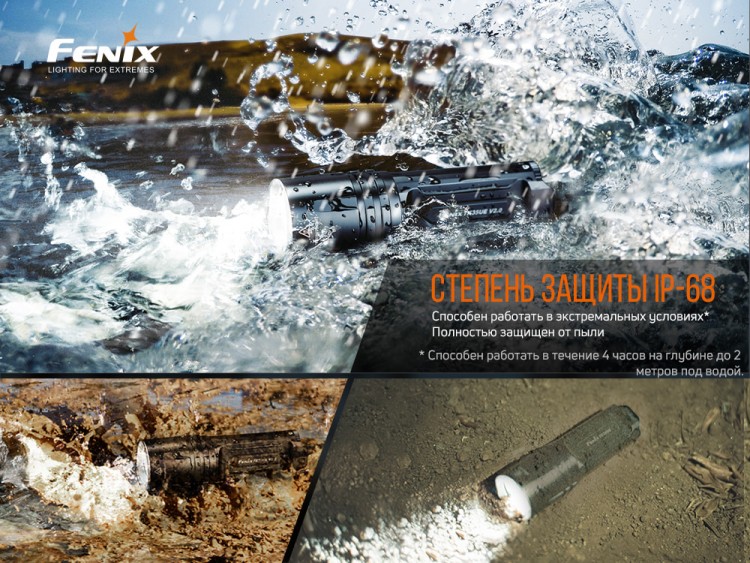 FENIX
LIGHTING FOR EXTREMES
СТЕПЕНЬ ЗАЩИТЫ IP-68
Способен работать в экстремальных условиях*
Полностью защищен от пыли
* Способен работать в течение 4 часов на глубине до 2
метров под водой.